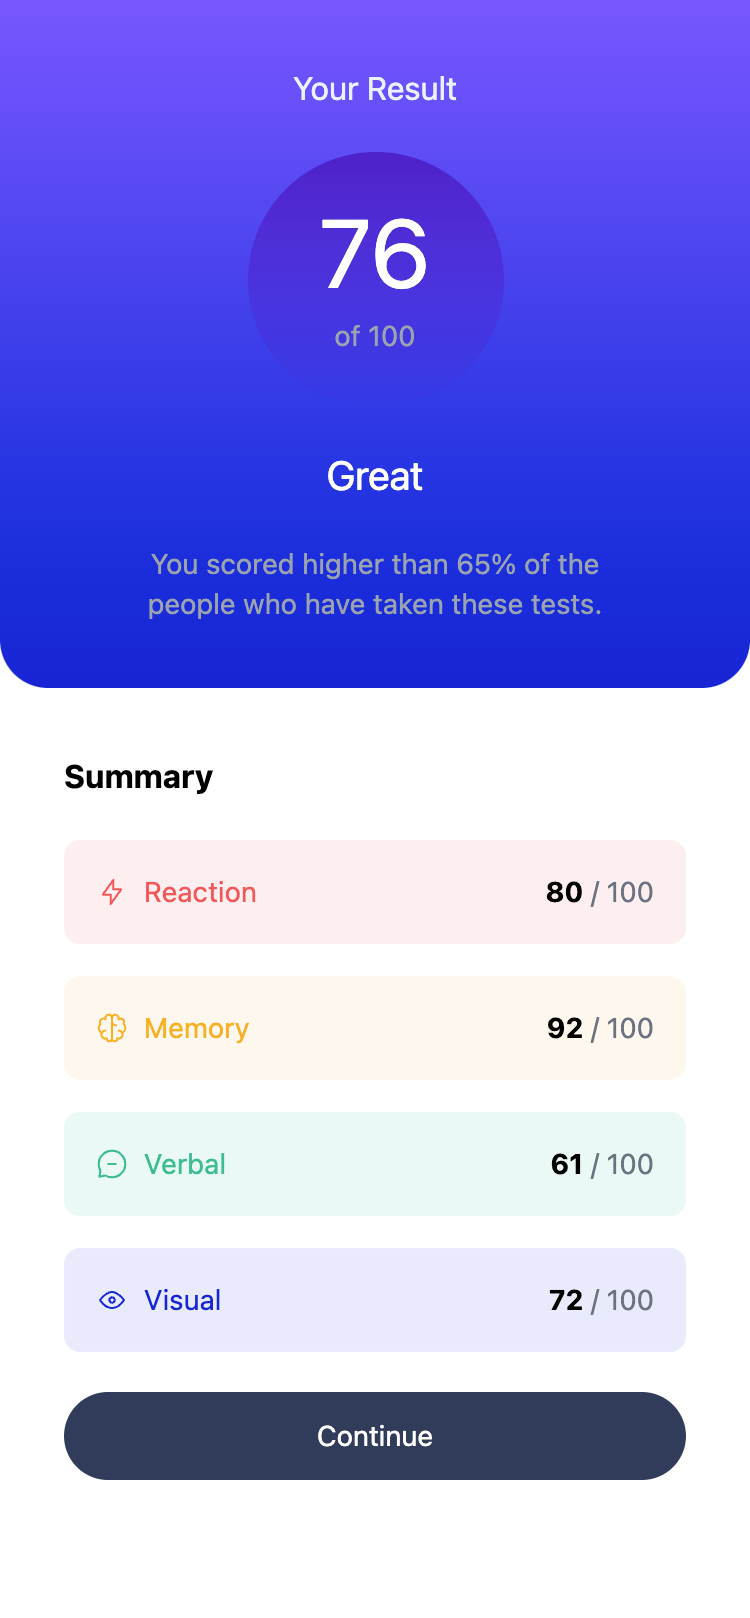 Your Result
76
of 100
Great
You scored higher than 65% of the
people who have taken these tests.
Summary
Reaction 80 / 100
Memory 92 / 100
Verbal 61 / 100
Visual 72 / 100
Continue